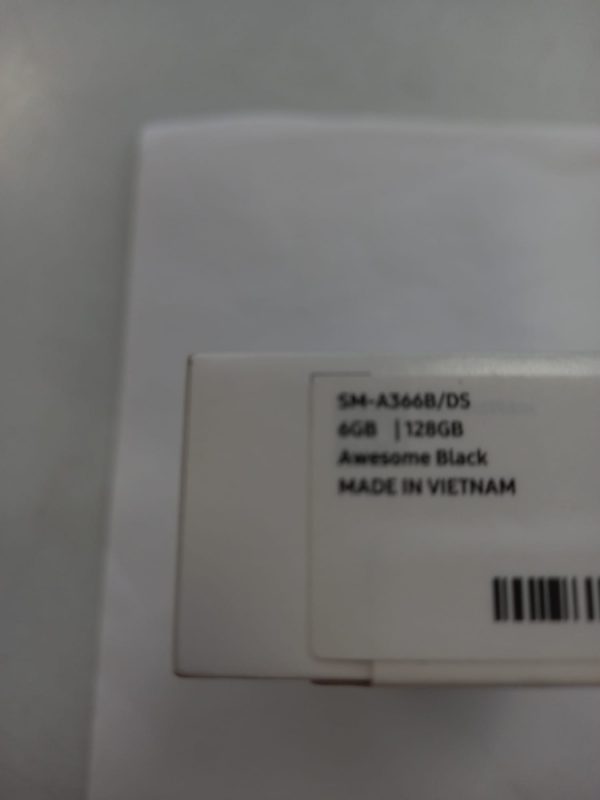 SM-A366B/DS
6GB | 128GB
Awesome Black
MADE IN VIETNAM